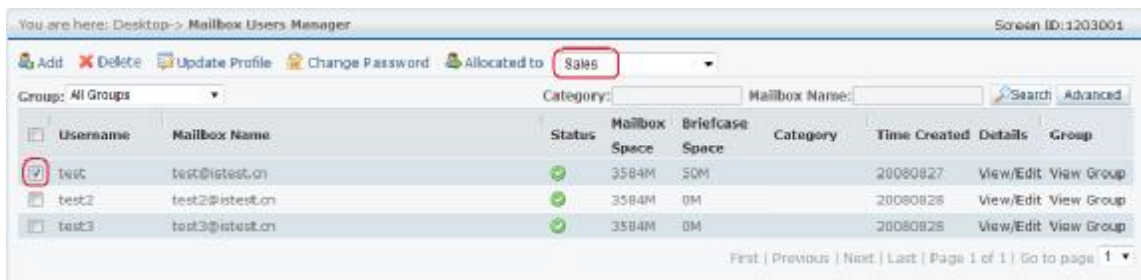 You are here: Desktop-> Mailbox Users Manager Screen ID:1203001
Add Delete Update Profile Change Password Allocated to Sales
Group: All Groups Category: Mailbox Name: Search Advanced
Username Mailbox Name Status Mailbox Space Briefcase Space Category Time Created Details Group
test test@istest.cn 3584M 50M 20080827 View/Edit View Group
test2 test2@istest.cn 3584M 0M 20080828 View/Edit View Group
test3 test3@istest.cn 3584M 0M 20080828 View/Edit View Group
First | Previous | Next | Last | Page 1 of 1 | Go to page 1